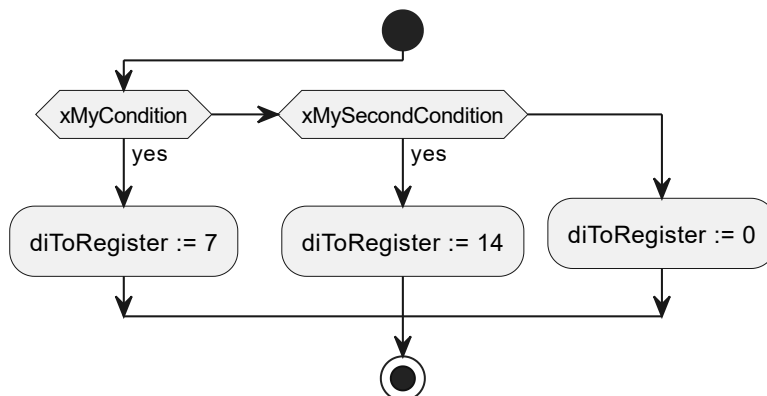 xMyCondition
xMySecondCondition
yes
yes
diToRegister := 7
diToRegister := 14
diToRegister := 0